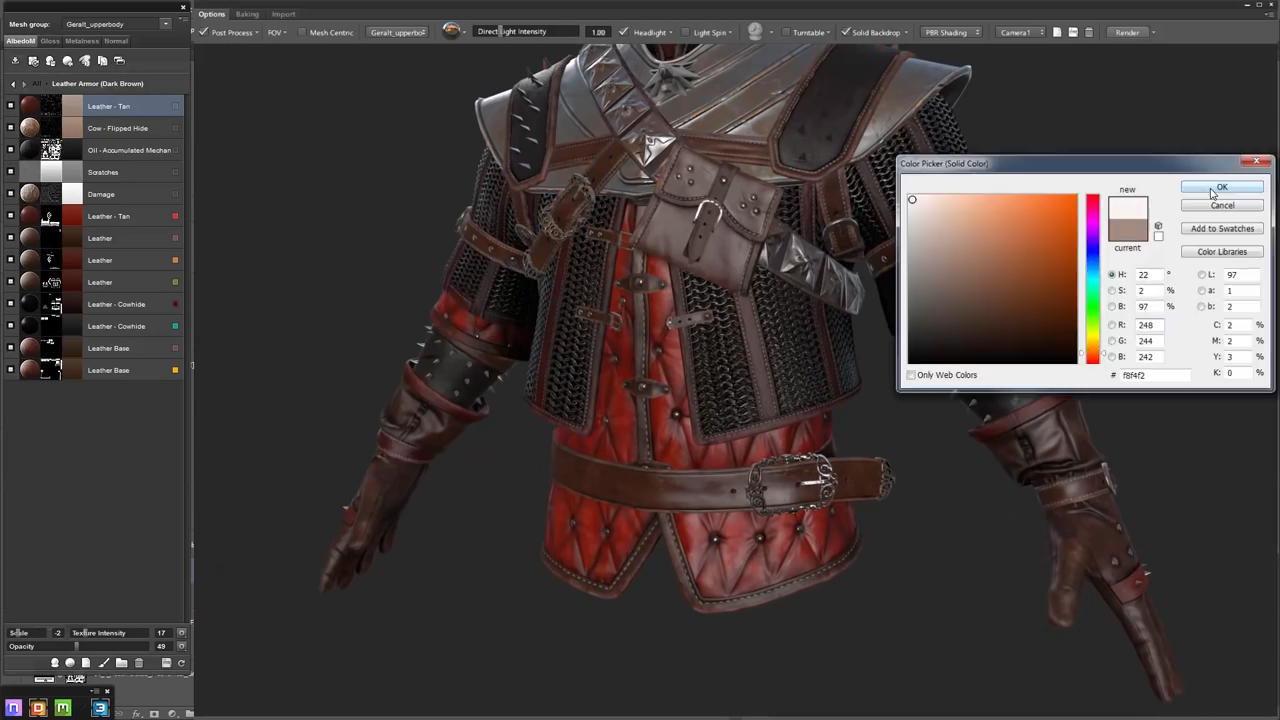 Mesh group: Geralt_upperbody
AlbedoM Gloss Metalness Normal
All Leather Armor (Dark Brown)
Leather - Tan
Cow - Flipped Hide
Oil - Accumulated Mechan
Scratches
Damage
Leather - Tan
Leather
Leather
Leather
Leather - Cowhide
Leather - Cowhide
Leather Base
Leather Base
Scale -2 Texture Intensity 17
Opacity 49
Options Baking Import
Post Process FOV Mesh Centric Geralt_upperbo Direct Light Intensity 1.00 Headlight Light Spin Turntable Solid Backdrop PBR Shading Camera1 Render
Color Picker (Solid Color)
new
current
OK
Cancel
Add to Swatches
Color Libraries
H: 22 °
S: 2 %
B: 97 %
R: 248
G: 244
B: 242
L: 97
a: 1
b: 2
C: 2 %
M: 2 %
Y: 3 %
K: 0 %
Only Web Colors
# f8f4f2
n D m 3
fx